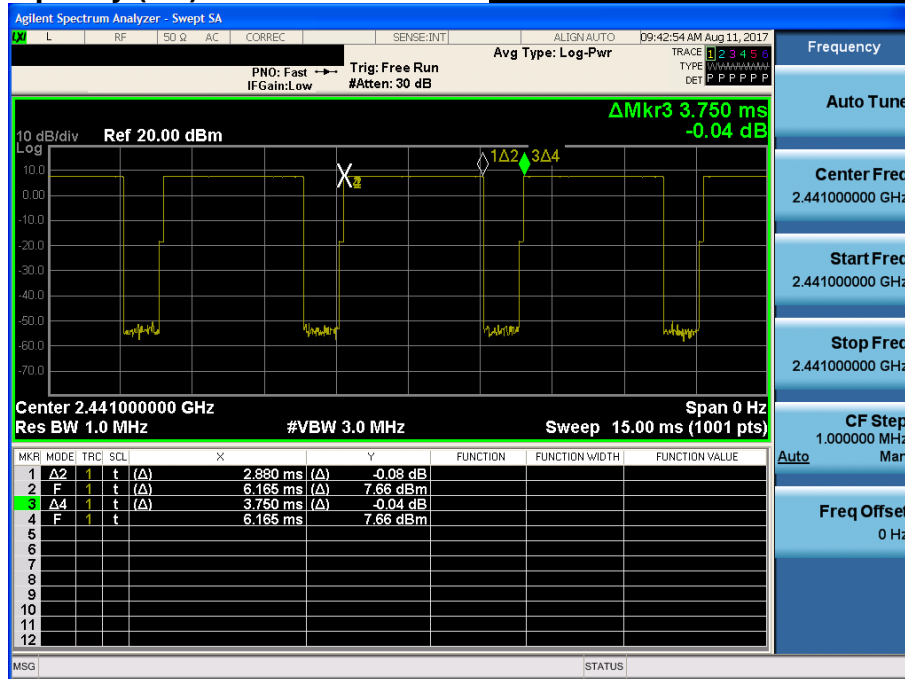 Agilent Spectrum Analyzer - Swept SA
LXI L RF 50 Ω AC CORREC SENSE:INT ALIGN AUTO 09:42:54 AM Aug 11, 2017
PNO: Fast
IFGain:Low
Trig: Free Run
#Atten: 30 dB
Avg Type: Log-Pwr
TRACE 1 2 3 4 5 6
TYPE WWWWWW
DET P P P P P P
ΔMkr3 3.750 ms
-0.04 dB
10 dB/div Ref 20.00 dBm
Log
10.0
0.00
-10.0
-20.0
-30.0
-40.0
-50.0
-60.0
-70.0
1Δ2 3Δ4
Center 2.441000000 GHz Span 0 Hz
Res BW 1.0 MHz #VBW 3.0 MHz Sweep 15.00 ms (1001 pts)
MKR MODE TRC SCL X Y FUNCTION FUNCTION WIDTH FUNCTION VALUE
1 Δ2 1 t (Δ) 2.880 ms (Δ) -0.08 dB
2 F 1 t 6.165 ms 7.66 dBm
3 Δ4 1 t (Δ) 3.750 ms (Δ) -0.04 dB
4 F 1 t 6.165 ms 7.66 dBm
5
6
7
8
9
10
11
12
MSG STATUS
Frequency
Auto Tune
Center Freq
2.441000000 GHz
Start Freq
2.441000000 GHz
Stop Freq
2.441000000 GHz
CF Step
1.000000 MHz
Auto Man
Freq Offset
0 Hz